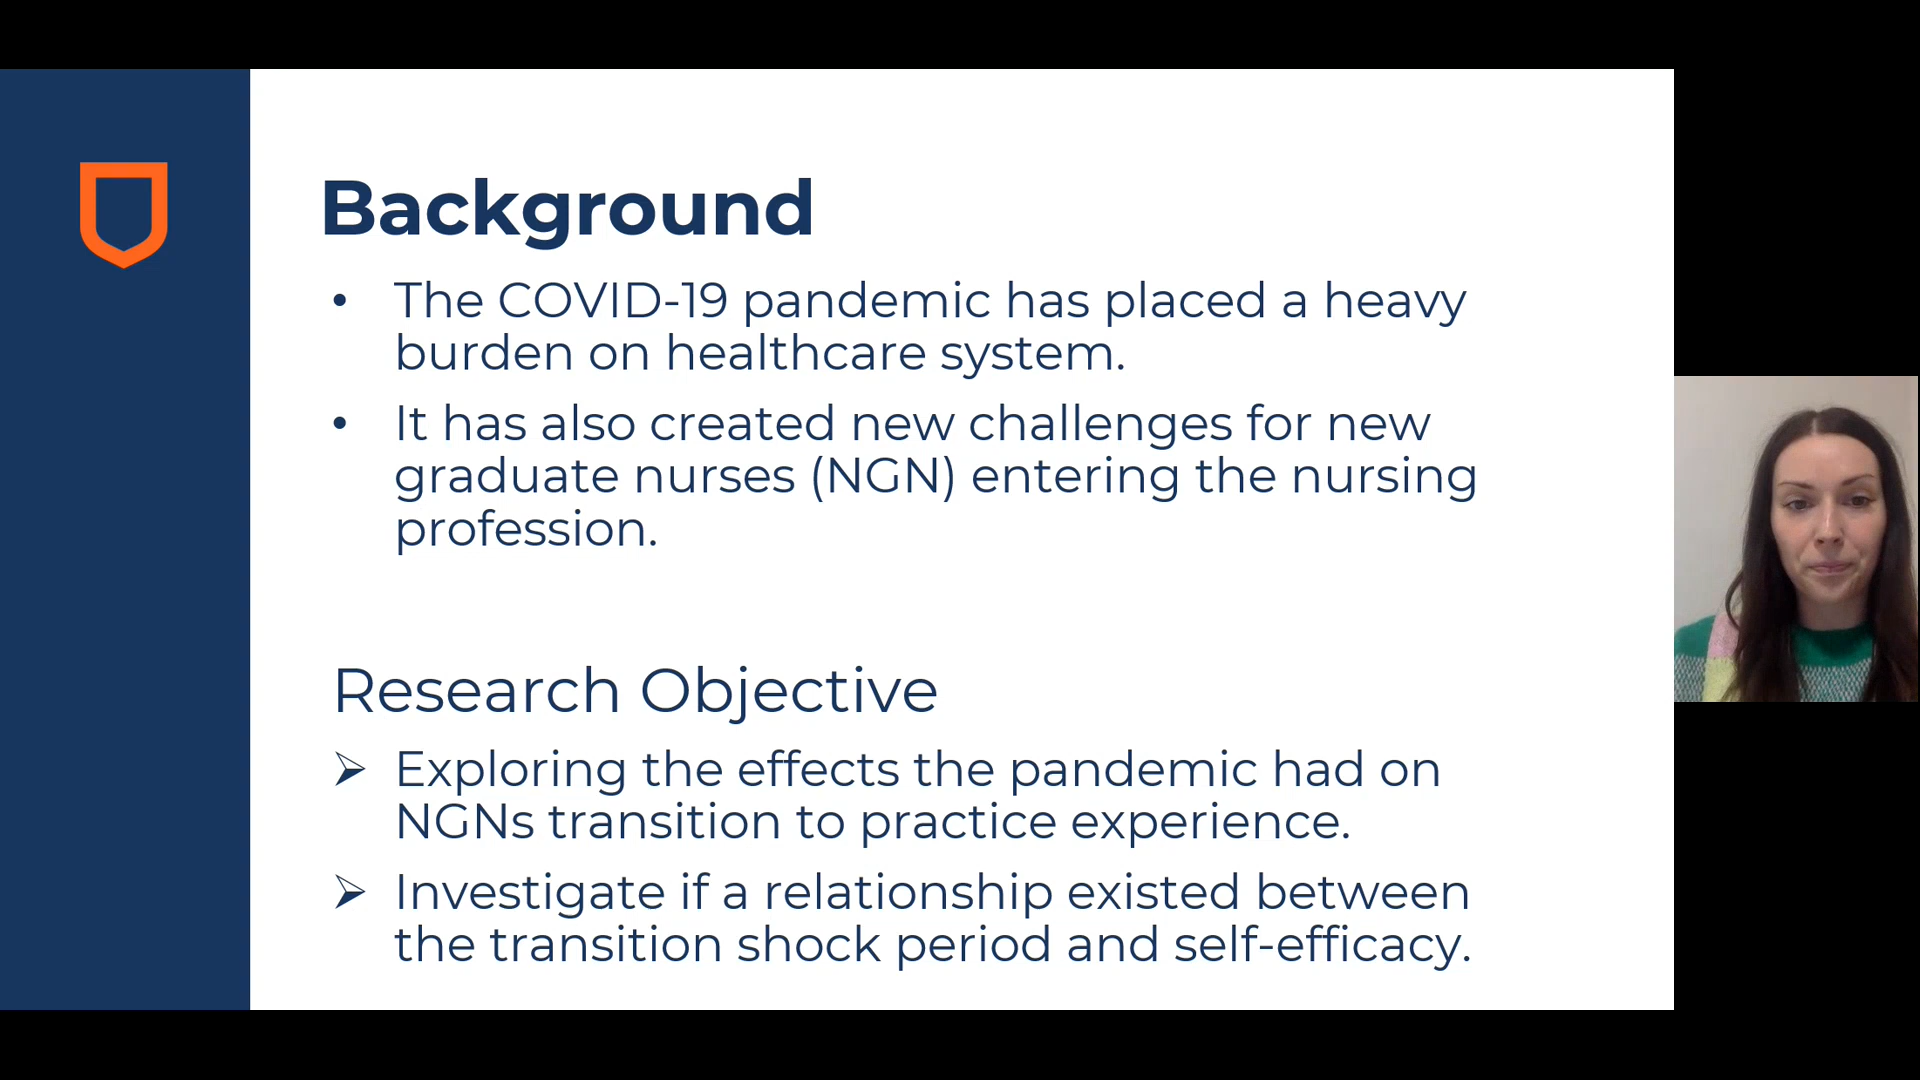 Background
• The COVID-19 pandemic has placed a heavy
burden on healthcare system.
• It has also created new challenges for new
graduate nurses (NGN) entering the nursing
profession.
Research Objective
➢ Exploring the effects the pandemic had on
NGNs transition to practice experience.
➢ Investigate if a relationship existed between
the transition shock period and self-efficacy.